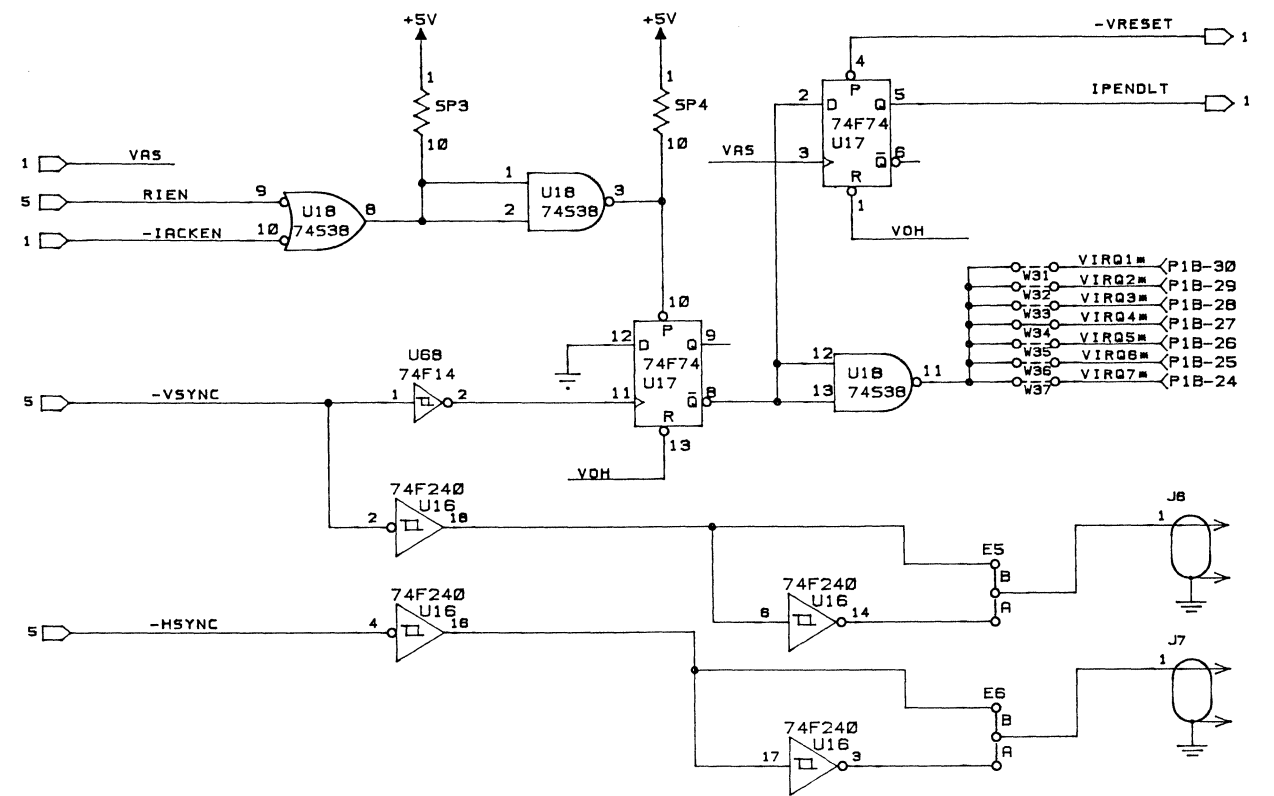 +5V
+5V
-VRESET
1
4
1
SP3
10
1
SP4
10
2
P
D
Q
5
IPENDLT
1
74F74
U17
VAS
3
Q
6
R
1
VOH
1
VAS
5
RIEN
9
1
-IACKEN
10
U18
74S38
8
1
2
U18
74S38
3
VIRQ1*
P1B-30
W31
VIRQ2*
P1B-29
W32
VIRQ3*
P1B-28
W33
VIRQ4*
P1B-27
W34
VIRQ5*
P1B-26
W35
VIRQ6*
P1B-25
W36
VIRQ7*
P1B-24
W37
10
P
12
D
Q
9
74F74
U17
11
Q
8
R
13
VOH
12
13
U18
74S38
11
5
-VSYNC
U68
74F14
1
2
74F240
U16
2
18
74F240
U16
6
14
E5
B
A
J6
1
5
-HSYNC
74F240
U16
4
16
74F240
U16
17
3
E6
B
A
J7
1